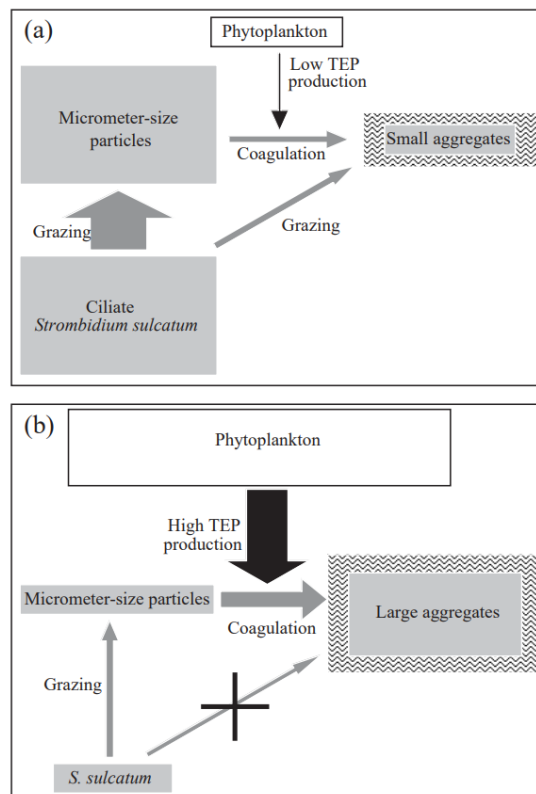 (a)
Phytoplankton
Low TEP
production
Micrometer-size
particles
Coagulation
Small aggregates
Grazing
Grazing
Ciliate
Strombidium sulcatum
(b)
Phytoplankton
High TEP
production
Micrometer-size particles
Coagulation
Large aggregates
Grazing
S. sulcatum